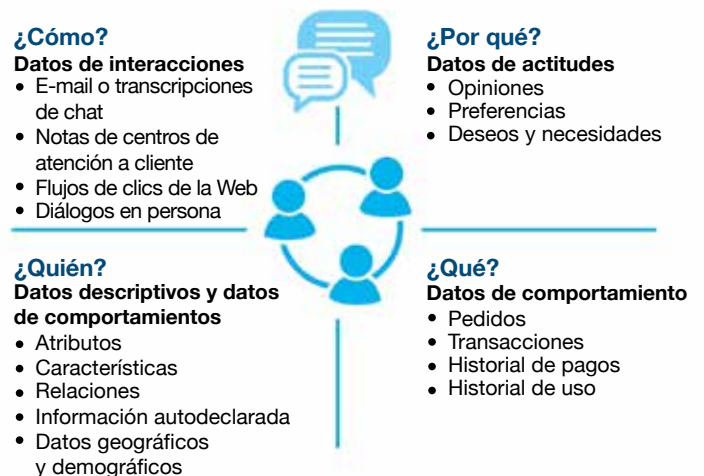 ¿Cómo?
Datos de interacciones
• E-mail o transcripciones
de chat
• Notas de centros de
atención a cliente
• Flujos de clics de la Web
• Diálogos en persona
¿Por qué?
Datos de actitudes
• Opiniones
• Preferencias
• Deseos y necesidades
¿Quién?
Datos descriptivos y datos
de comportamientos
• Atributos
• Características
• Relaciones
• Información autodeclarada
• Datos geográficos
y demográficos
¿Qué?
Datos de comportamiento
• Pedidos
• Transacciones
• Historial de pagos
• Historial de uso